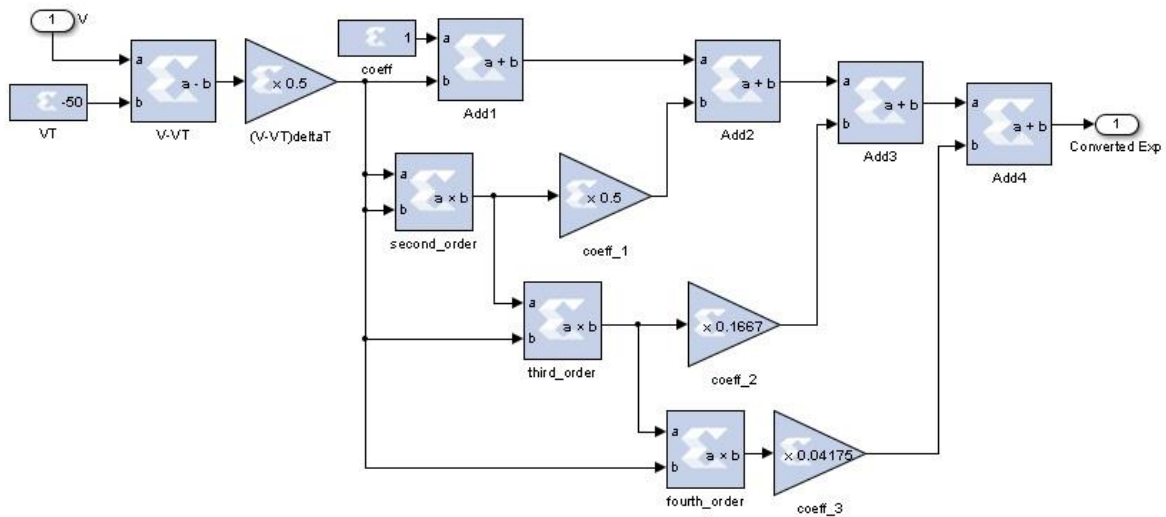 1
V
a
b
a - b
V-VT
-50
VT
x 0.5
(V-VT)deltaT
1
coeff
a
b
a + b
Add1
a
b
a + b
Add2
a
b
a + b
Add3
a
b
a + b
Add4
1
Converted Exp
a
b
a × b
second_order
x 0.5
coeff_1
a
b
a × b
third_order
x 0.1667
coeff_2
a
b
a × b
fourth_order
x 0.04175
coeff_3